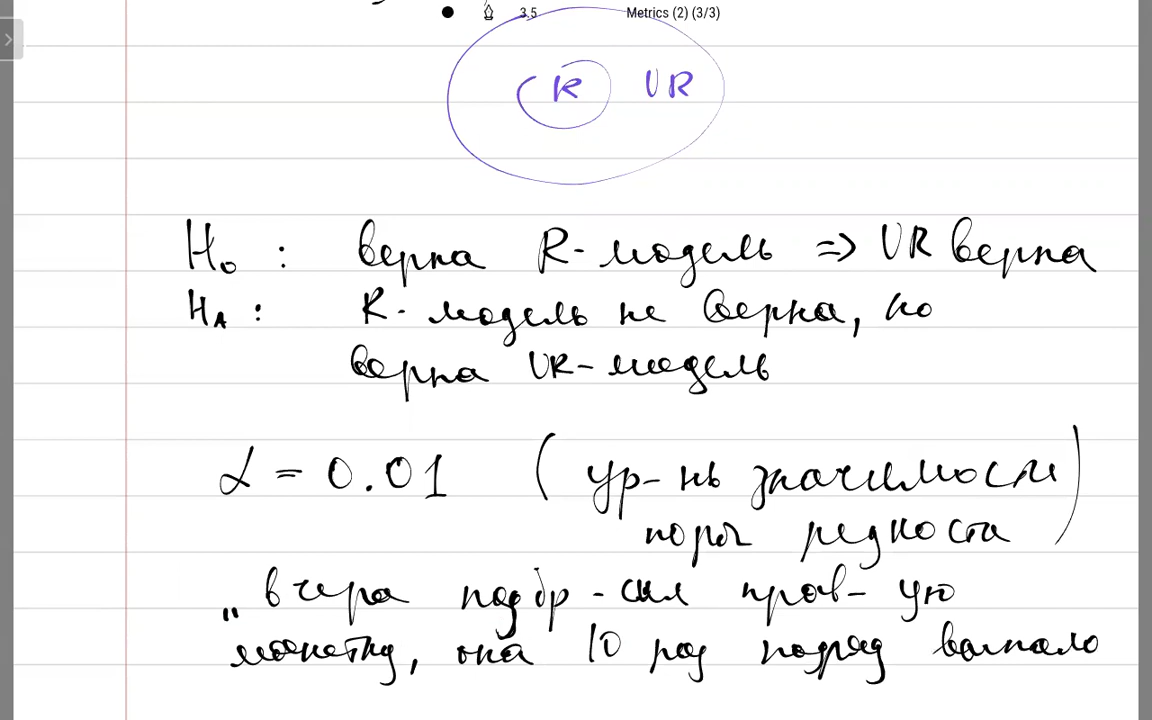 3.5 Metrics (2) (3/3)
R UR
H₀ : верна R-модель => UR верна
Hₐ : R-модель не верна, но
верна UR-модель
α = 0.01 ( ур-нь значимости
порог редкости )
„вчера подбр-сил прав-ую
монетку, она 10 раз подряд выпало